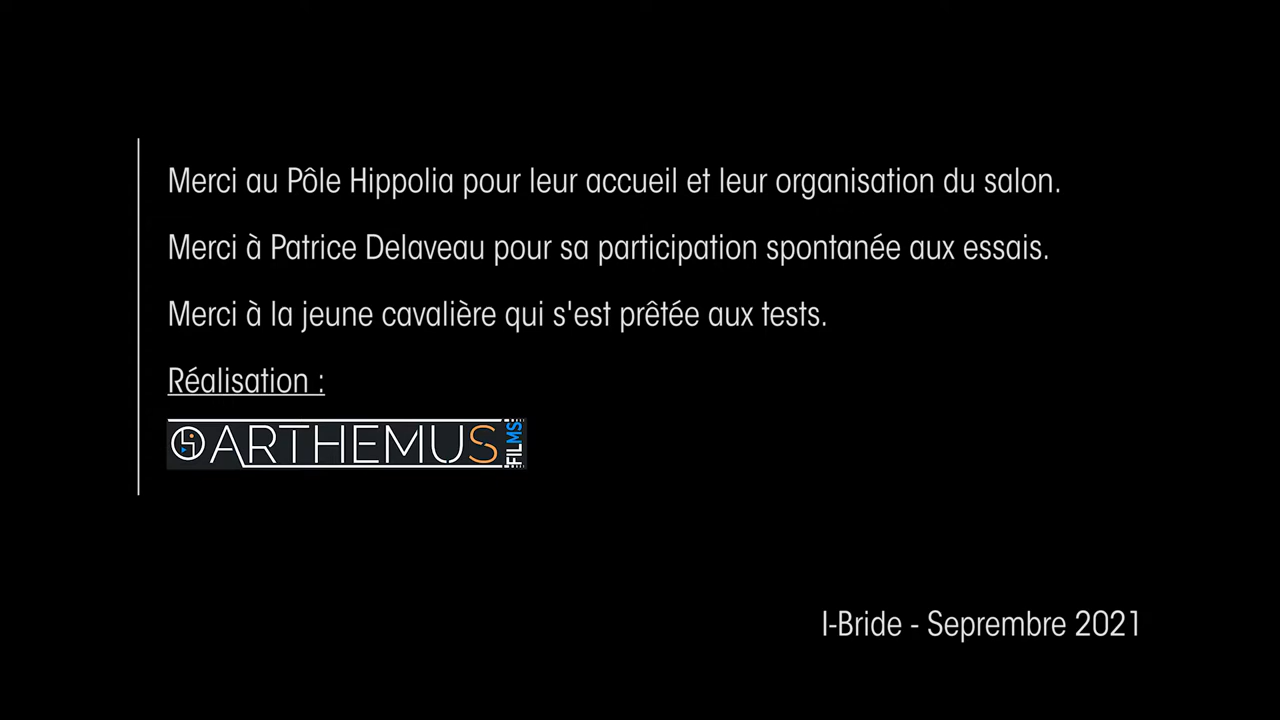 Merci au Pôle Hippolia pour leur accueil et leur organisation du salon.
Merci à Patrice Delaveau pour sa participation spontanée aux essais.
Merci à la jeune cavalière qui s'est prêtée aux tests.
Réalisation :
ARTHEMUS FILMS
I-Bride - Seprembre 2021